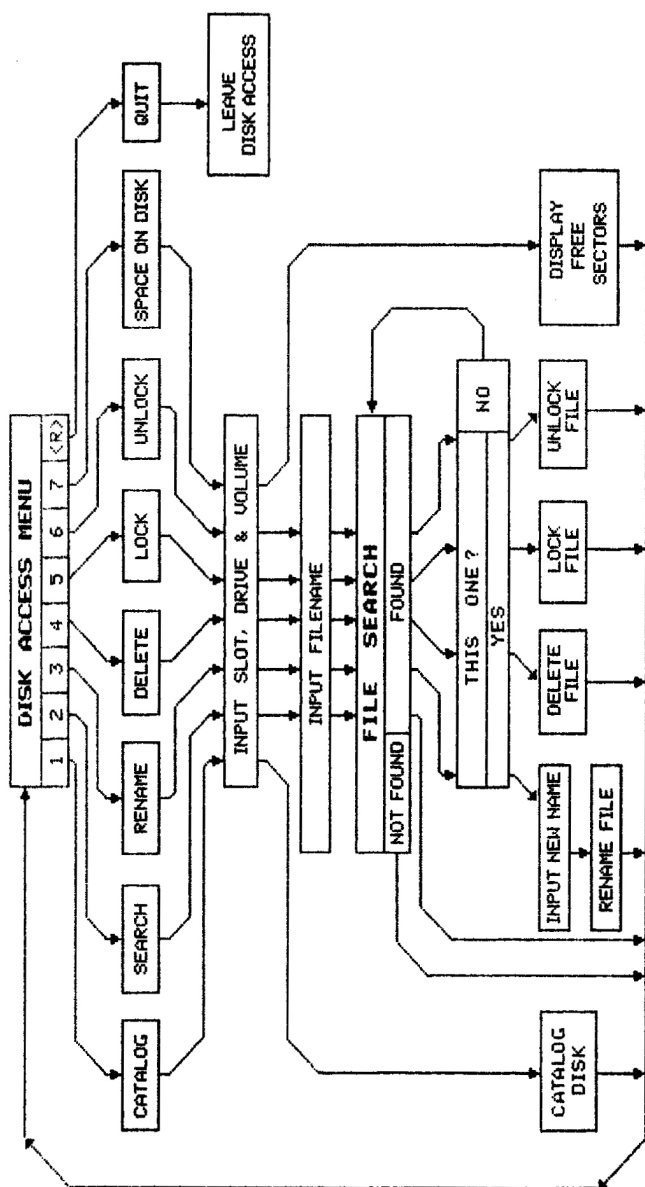 DISK ACCESS MENU
1 2 3 4 5 6 7 <R>
CATALOG
SEARCH
RENAME
DELETE
LOCK
UNLOCK
SPACE ON DISK
QUIT
LEAVE
DISK ACCESS
INPUT SLOT, DRIVE & VOLUME
INPUT FILENAME
FILE SEARCH
NOT FOUND
FOUND
THIS ONE?
YES
NO
CATALOG
DISK
INPUT NEW NAME
RENAME FILE
DELETE
FILE
LOCK
FILE
UNLOCK
FILE
DISPLAY
FREE
SECTORS